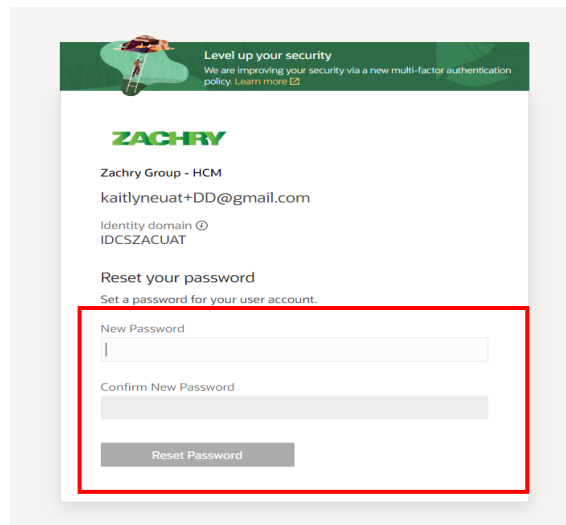 Level up your security
We are improving your security via a new multi-factor authentication
policy. Learn more
ZACHRY
Zachry Group - HCM
kaitlyneuat+DD@gmail.com
Identity domain
IDCSZACUAT
Reset your password
Set a password for your user account.
New Password
Confirm New Password
Reset Password